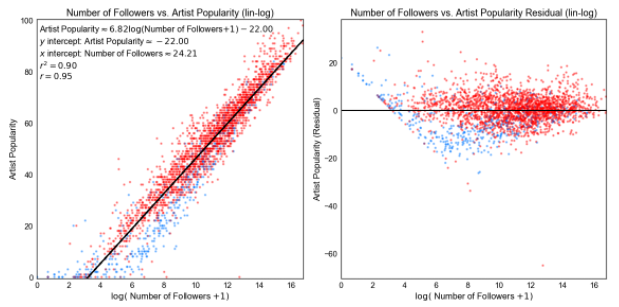 Number of Followers vs. Artist Popularity (lin-log)
Artist Popularity ≈ 6.82log(Number of Followers+1) − 22.00
y intercept: Artist Popularity ≈ −22.00
x intercept: Number of Followers ≈ 24.21
r² = 0.90
r = 0.95
100
80
60
40
20
0
Artist Popularity
0 2 4 6 8 10 12 14 16
log( Number of Followers +1)
Number of Followers vs. Artist Popularity Residual (lin-log)
20
0
−20
−40
−60
Artist Popularity (Residual)
0 2 4 6 8 10 12 14 16
log( Number of Followers +1)